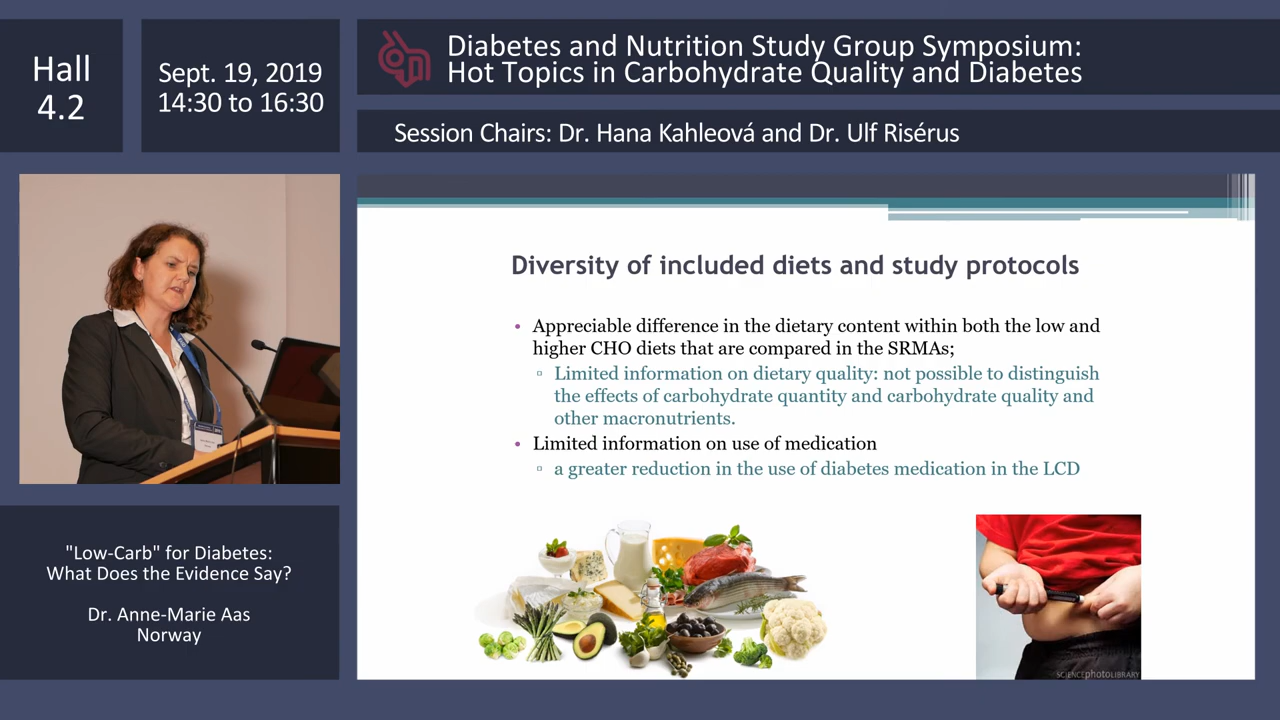 Hall
4.2
Sept. 19, 2019
14:30 to 16:30
Diabetes and Nutrition Study Group Symposium:
Hot Topics in Carbohydrate Quality and Diabetes
Session Chairs: Dr. Hana Kahleová and Dr. Ulf Risérus
Diversity of included diets and study protocols
• Appreciable difference in the dietary content within both the low and
higher CHO diets that are compared in the SRMAs;
▫ Limited information on dietary quality: not possible to distinguish
the effects of carbohydrate quantity and carbohydrate quality and
other macronutrients.
• Limited information on use of medication
▫ a greater reduction in the use of diabetes medication in the LCD
SCIENCEphotoLIBRARY
"Low-Carb" for Diabetes:
What Does the Evidence Say?
Dr. Anne-Marie Aas
Norway